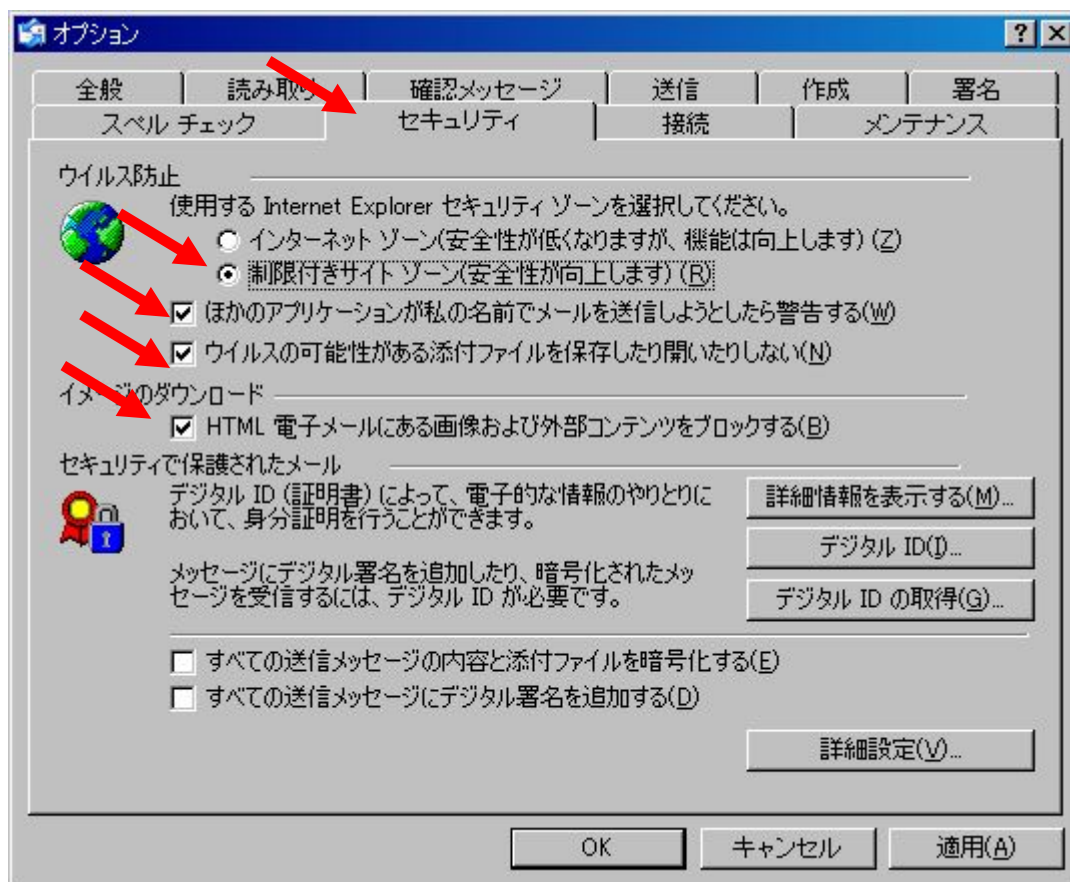 オプション
全般 読み取り 確認メッセージ 送信 作成 署名
スペル チェック セキュリティ 接続 メンテナンス
ウイルス防止
使用する Internet Explorer セキュリティ ゾーンを選択してください。
インターネット ゾーン(安全性が低くなりますが、機能は向上します) (Z)
制限付きサイト ゾーン(安全性が向上します) (R)
ほかのアプリケーションが私の名前でメールを送信しようとしたら警告する(W)
ウイルスの可能性がある添付ファイルを保存したり開いたりしない(N)
イメージのダウンロード
HTML 電子メールにある画像および外部コンテンツをブロックする(B)
セキュリティで保護されたメール
デジタル ID (証明書) によって、電子的な情報のやりとりに
おいて、身分証明を行うことができます。
詳細情報を表示する(M)...
デジタル ID(I)...
メッセージにデジタル署名を追加したり、暗号化されたメッ
セージを受信するには、デジタル ID が必要です。
デジタル ID の取得(G)...
すべての送信メッセージの内容と添付ファイルを暗号化する(E)
すべての送信メッセージにデジタル署名を追加する(D)
詳細設定(V)...
OK キャンセル 適用(A)